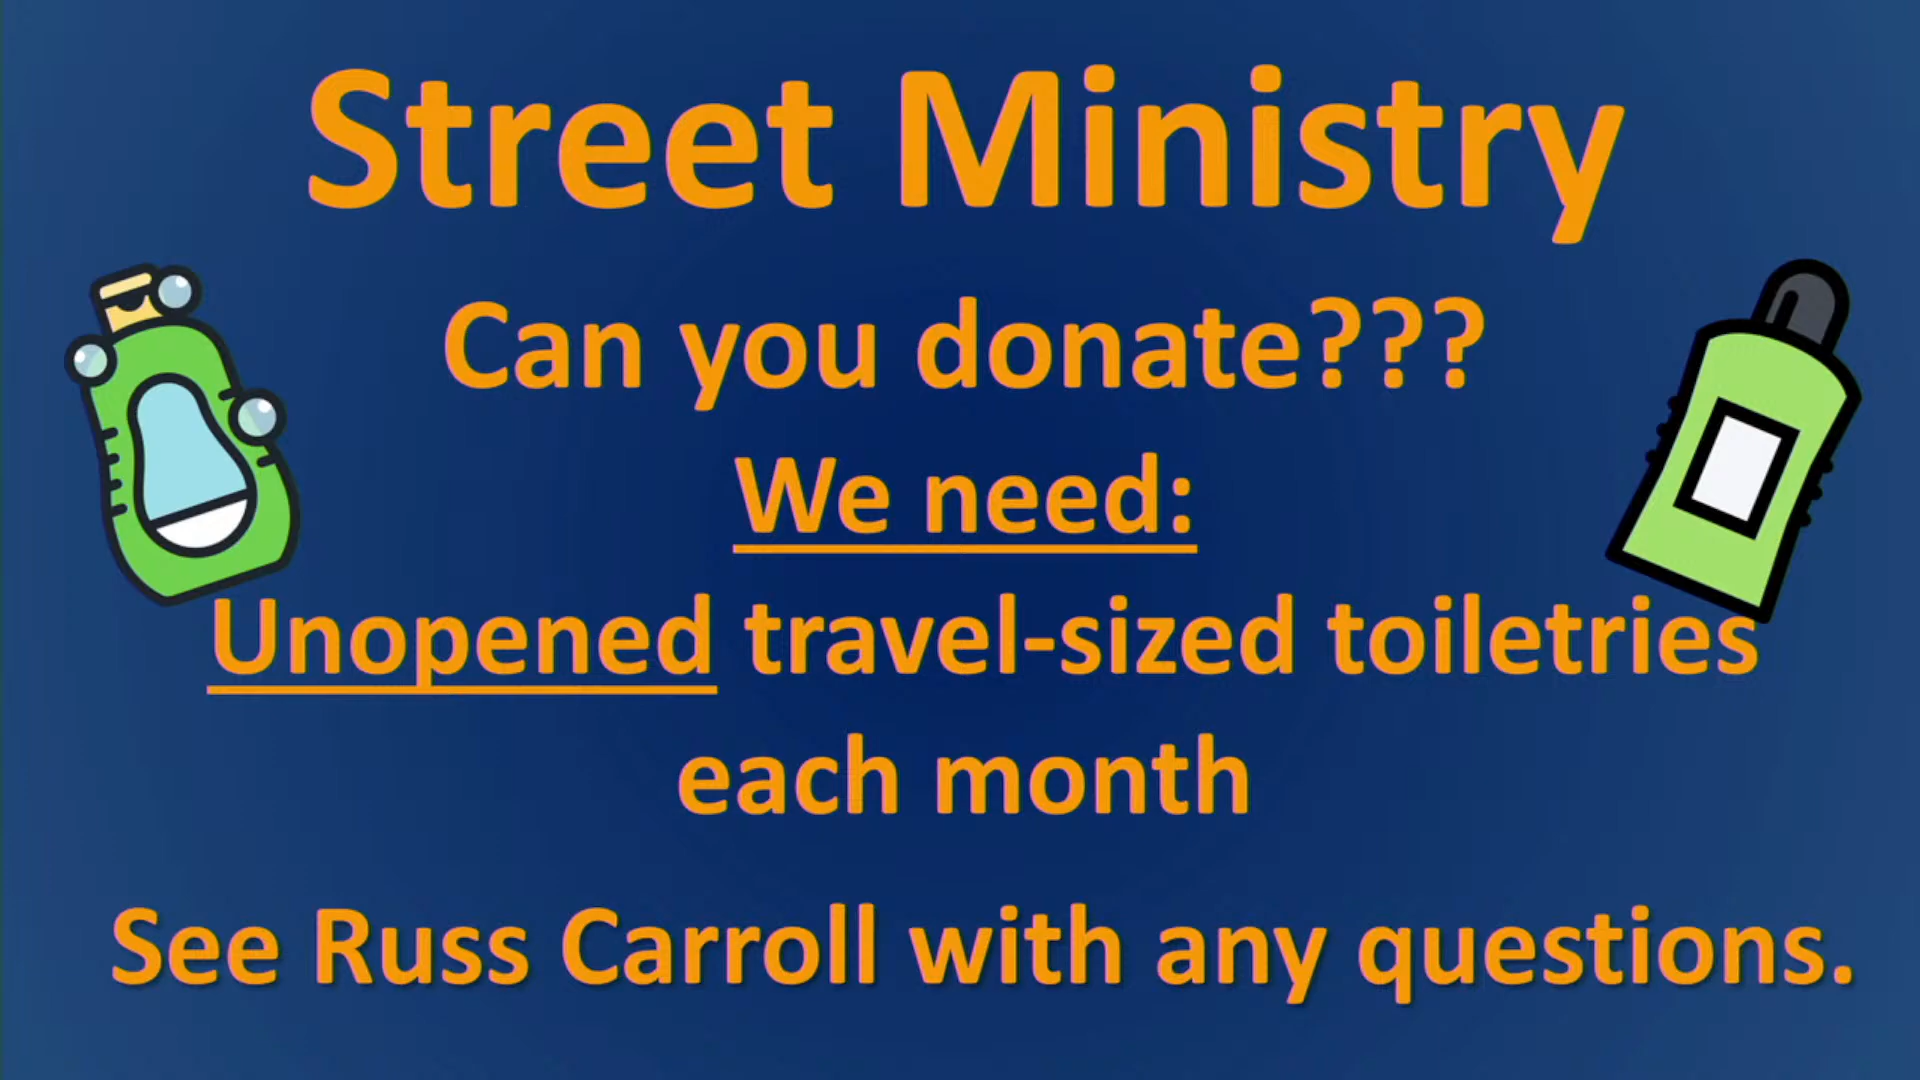 Street Ministry
Can you donate???
We need:
Unopened travel-sized toiletries
each month
See Russ Carroll with any questions.